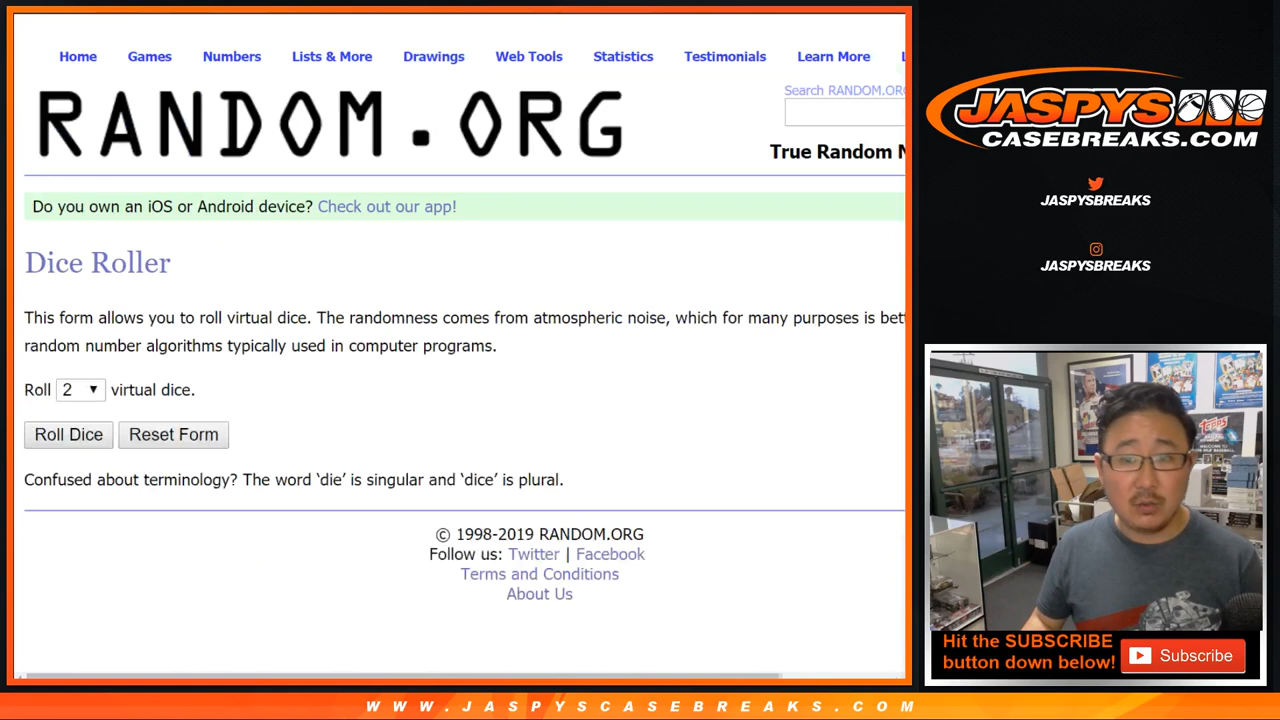 Home Games Numbers Lists & More Drawings Web Tools Statistics Testimonials Learn More
RANDOM.ORG
Search RANDOM.ORG
True Random N
Do you own an iOS or Android device? Check out our app!
Dice Roller
This form allows you to roll virtual dice. The randomness comes from atmospheric noise, which for many purposes is bett
random number algorithms typically used in computer programs.
Roll 2 virtual dice.
Roll Dice Reset Form
Confused about terminology? The word ‘die’ is singular and ‘dice’ is plural.
© 1998-2019 RANDOM.ORG
Follow us: Twitter | Facebook
Terms and Conditions
About Us
JASPYS
CASEBREAKS.COM
JASPYSBREAKS
JASPYSBREAKS
topps
Hit the SUBSCRIBE
button down below!
Subscribe
WWW.JASPYSCASEBREAKS.COM